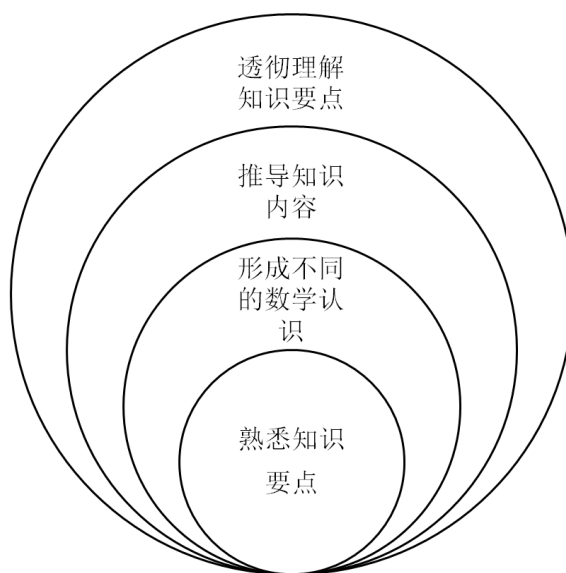 透彻理解
知识要点
推导知识
内容
形成不同
的数学认
识
熟悉知识
要点